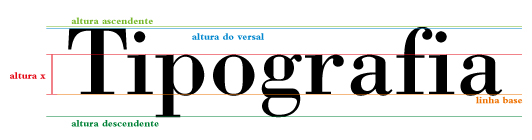 altura ascendente
altura do versal
Tipografia
altura x
linha base
altura descendente